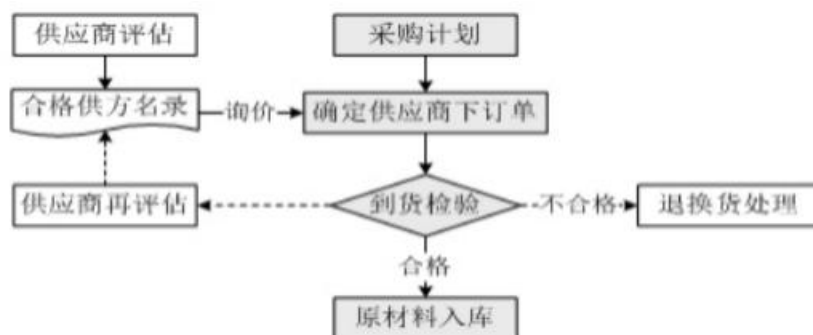 供应商评估
采购计划
合格供方名录
询价
确定供应商下订单
供应商再评估
到货检验
不合格
退换货处理
合格
原材料入库